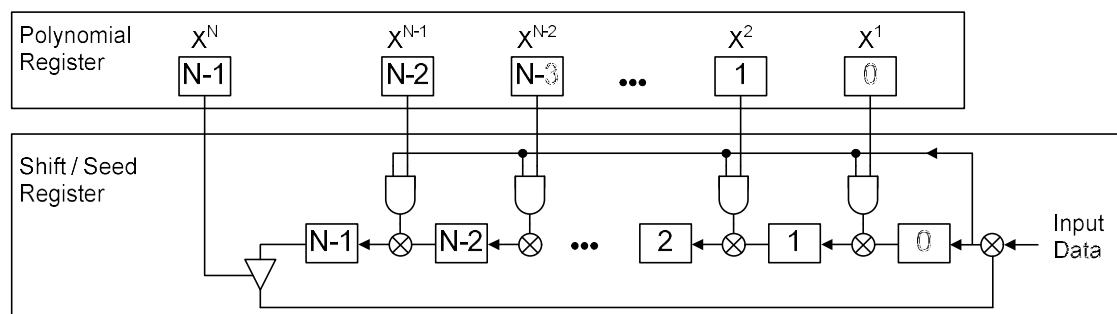 Polynomial
Register
X^N X^N-1 X^N-2 X^2 X^1
N-1 N-2 N-3 ••• 1 0
Shift / Seed
Register
N-1 N-2 ••• 2 1 0
Input
Data